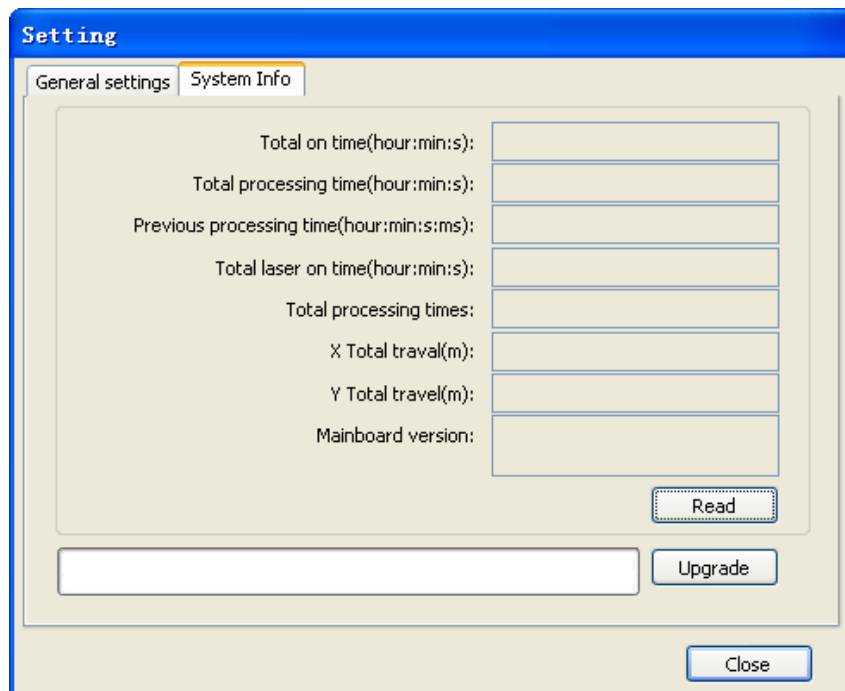 Setting
General settings
System Info
Total on time(hour:min:s):
Total processing time(hour:min:s):
Previous processing time(hour:min:s:ms):
Total laser on time(hour:min:s):
Total processing times:
X Total traval(m):
Y Total travel(m):
Mainboard version:
Read
Upgrade
Close